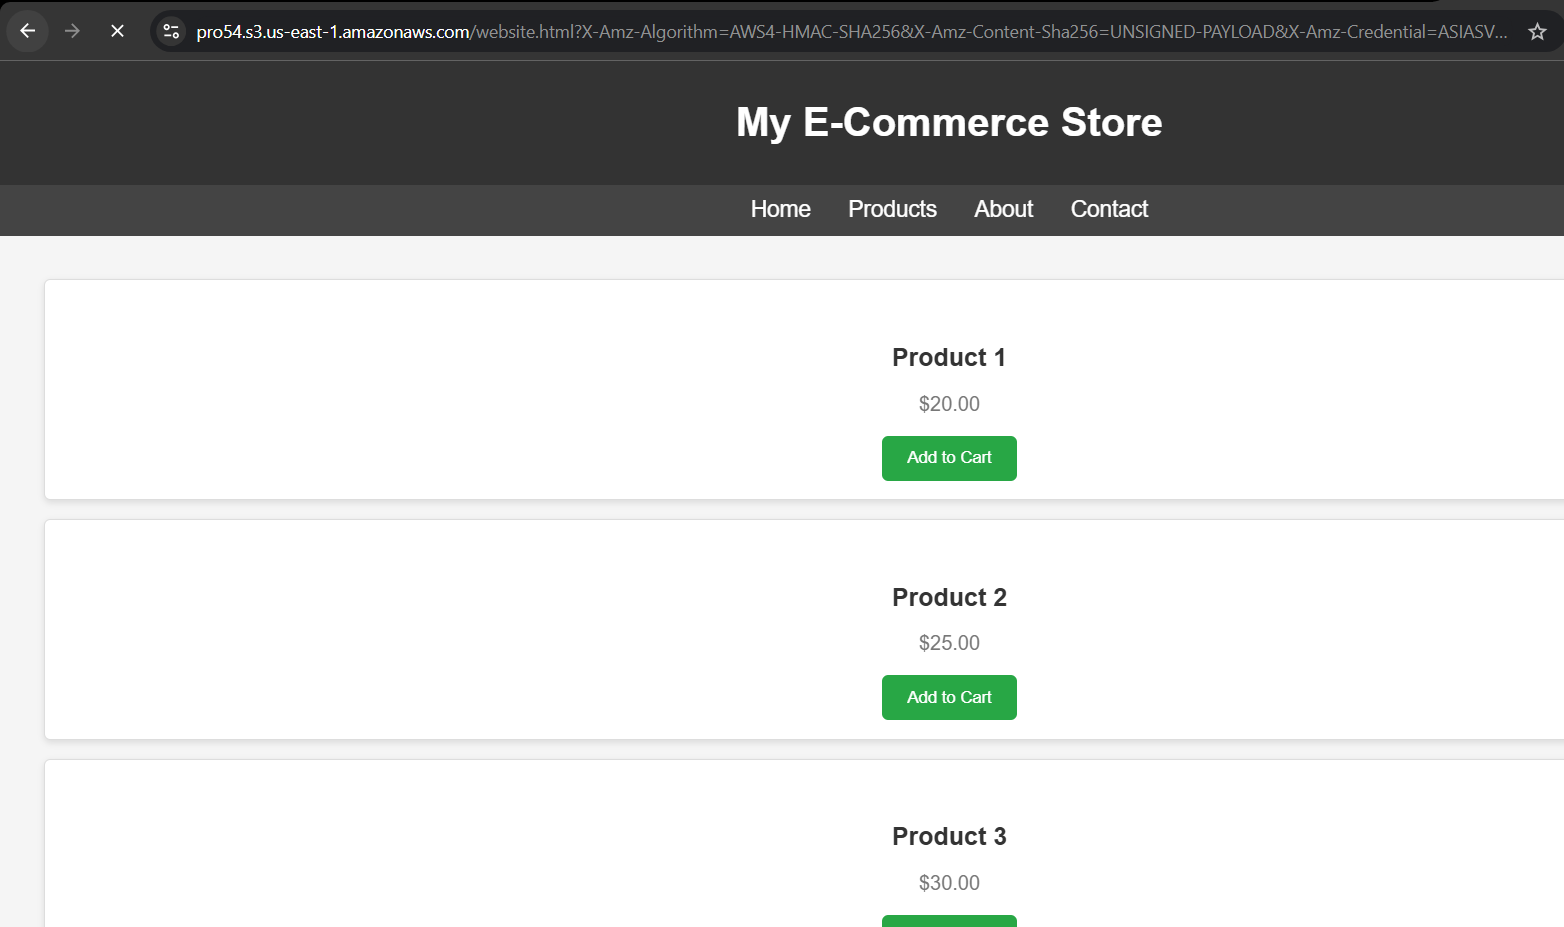 pro54.s3.us-east-1.amazonaws.com/website.html?X-Amz-Algorithm=AWS4-HMAC-SHA256&X-Amz-Content-Sha256=UNSIGNED-PAYLOAD&X-Amz-Credential=ASIASV...
My E-Commerce Store
Home Products About Contact
Product 1
$20.00
Add to Cart
Product 2
$25.00
Add to Cart
Product 3
$30.00